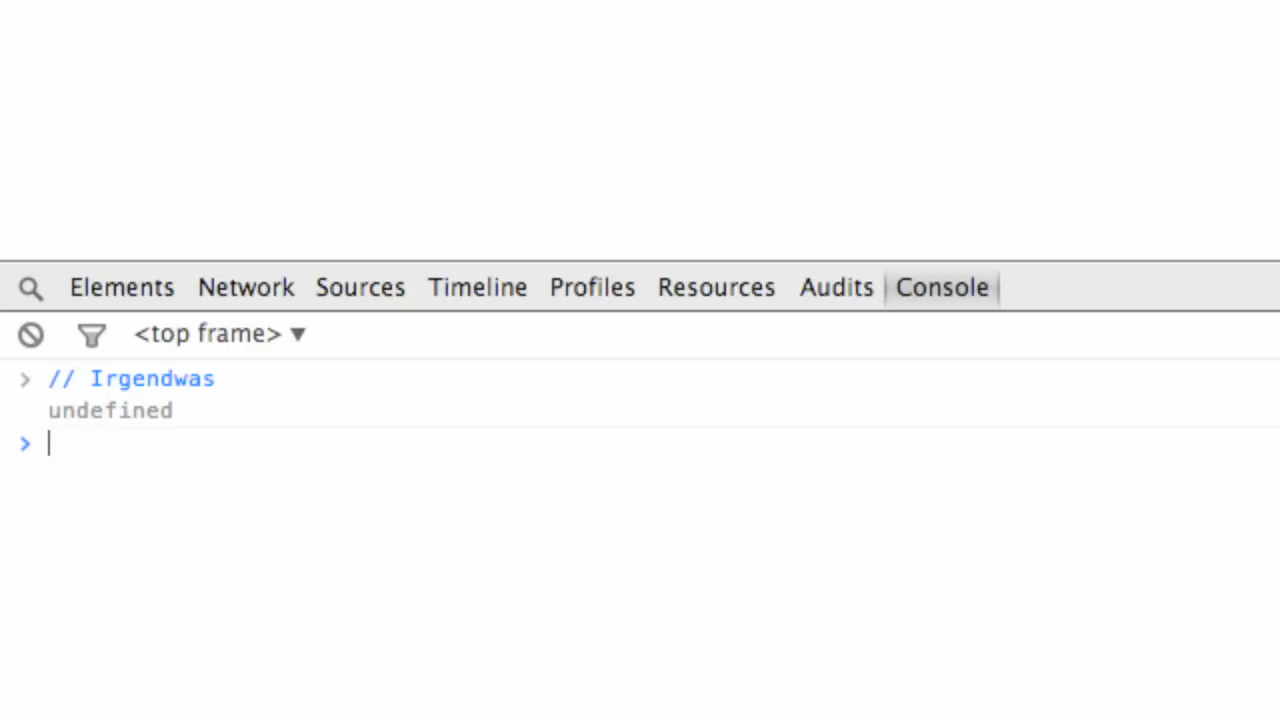 Elements Network Sources Timeline Profiles Resources Audits Console
<top frame> ▼
> // Irgendwas
undefined
>